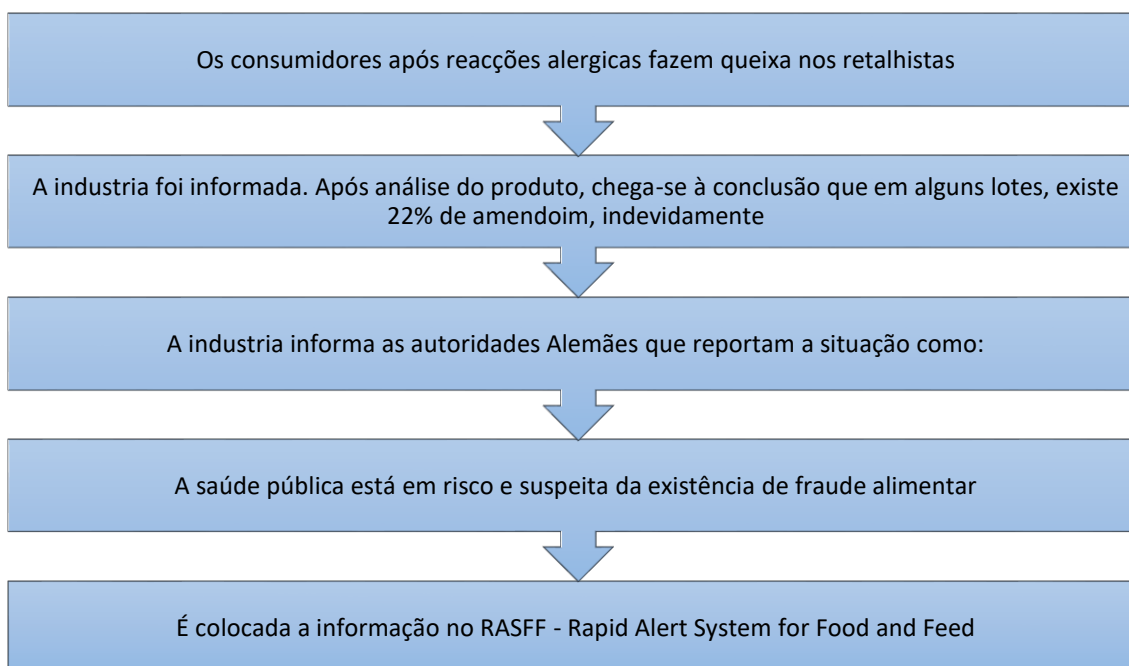 Os consumidores após reacções alergicas fazem queixa nos retalhistas
A industria foi informada. Após análise do produto, chega-se à conclusão que em alguns lotes, existe
22% de amendoim, indevidamente
A industria informa as autoridades Alemães que reportam a situação como:
A saúde pública está em risco e suspeita da existência de fraude alimentar
É colocada a informação no RASFF - Rapid Alert System for Food and Feed